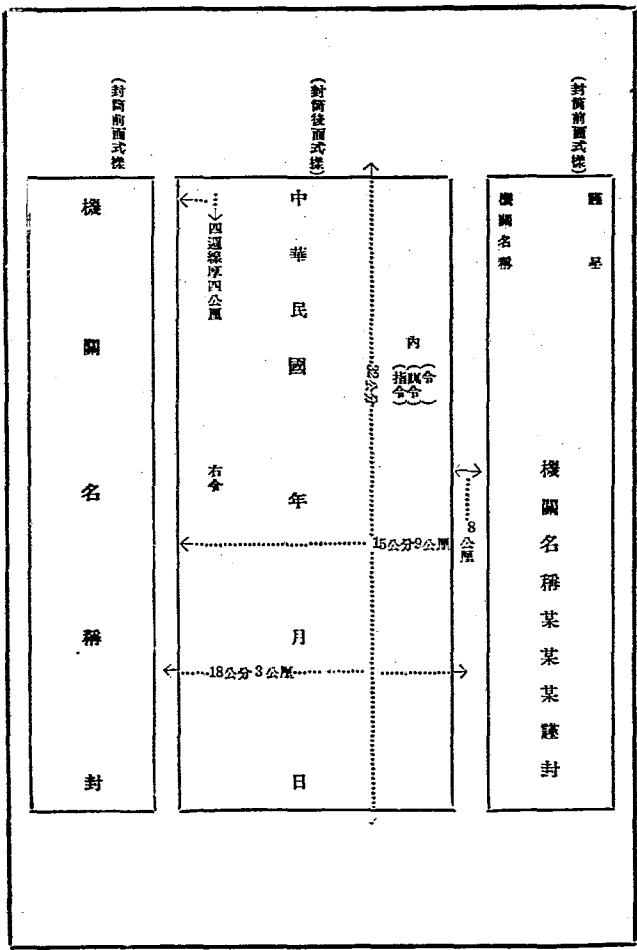 (封筒前面式樣)
謹呈
機關名稱
機關名稱某某某謹封
(封筒後面式樣)
內
訓令
指令
32公分
中華民國 年 月 日
四週線厚四公厘
右令
8公厘
15公分9公厘
18公分3公厘
(封筒前面式樣)
機關名稱封